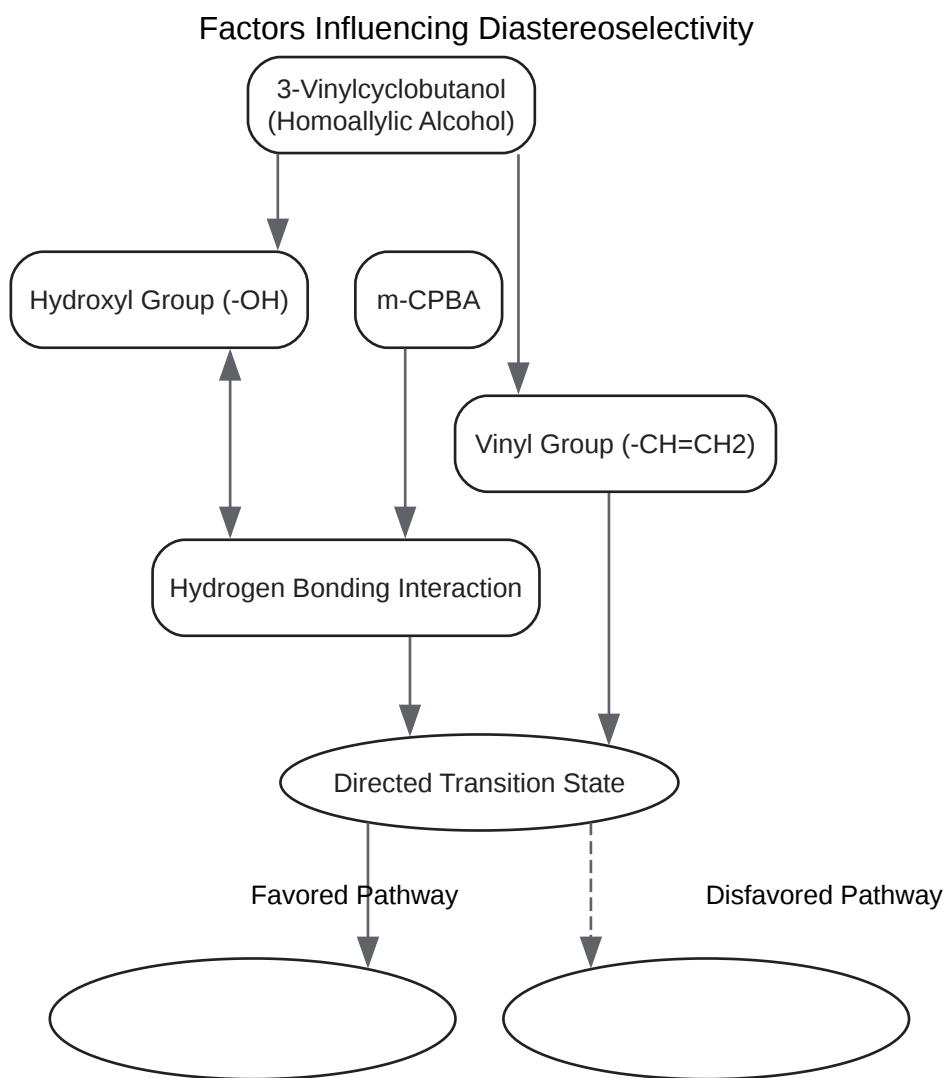 Factors Influencing Diastereoselectivity
3-Vinylcyclobutanol
(Homoallylic Alcohol)
Hydroxyl Group (-OH)
m-CPBA
Vinyl Group (-CH=CH2)
Hydrogen Bonding Interaction
Directed Transition State
Favored Pathway
Disfavored Pathway